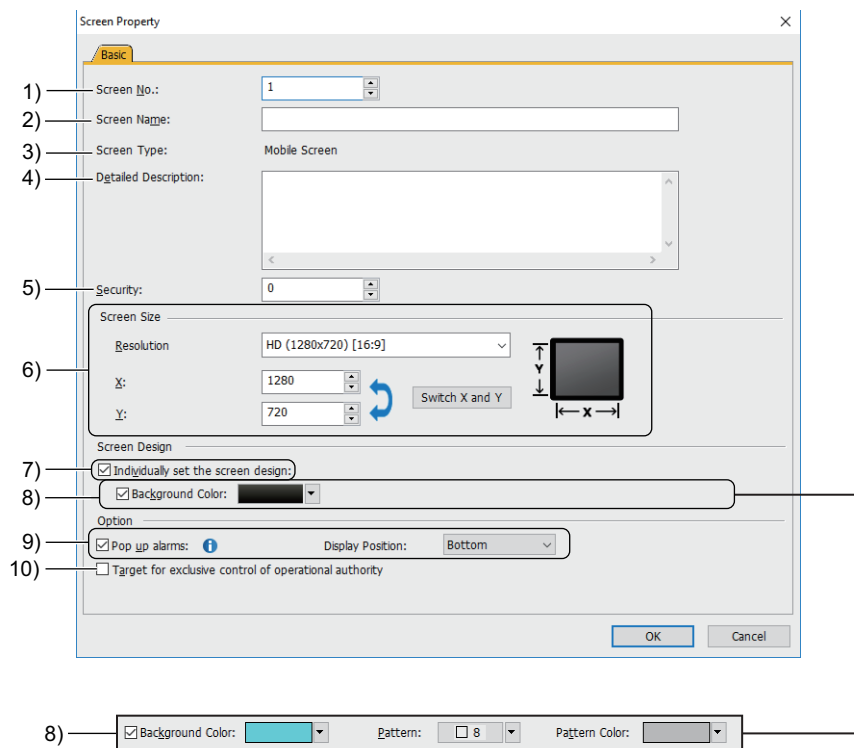 Screen Property
Basic
1) Screen No.: 1
2) Screen Name:
3) Screen Type: Mobile Screen
4) Detailed Description:
5) Security: 0
Screen Size
6) Resolution HD (1280x720) [16:9]
X: 1280
Switch X and Y
Y: 720
Y
X
Screen Design
7) Individually set the screen design:
8) Background Color:
Option
9) Pop up alarms: Display Position: Bottom
10) Target for exclusive control of operational authority
OK Cancel
8) Background Color: Pattern: 8 Pattern Color: